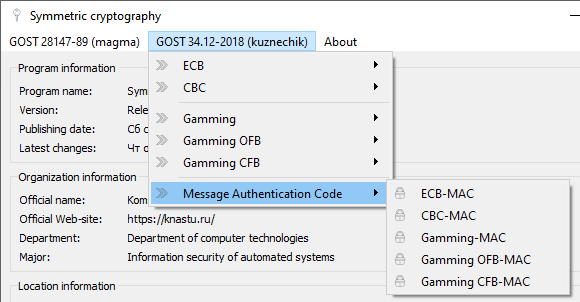 Symmetric cryptography
GOST 28147-89 (magma) GOST 34.12-2018 (kuznechik) About
Program information
Program name: Sym
Version: Rele
Publishing date: Сб с
Latest changes: Чт о
ECB
CBC
Gamming
Gamming OFB
Gamming CFB
Message Authentication Code
ECB-MAC
CBC-MAC
Gamming-MAC
Gamming OFB-MAC
Gamming CFB-MAC
Organization information
Official name: Kom
Official Web-site: https://knastu.ru/
Department: Department of computer technologies
Major: Information security of automated systems
Location information